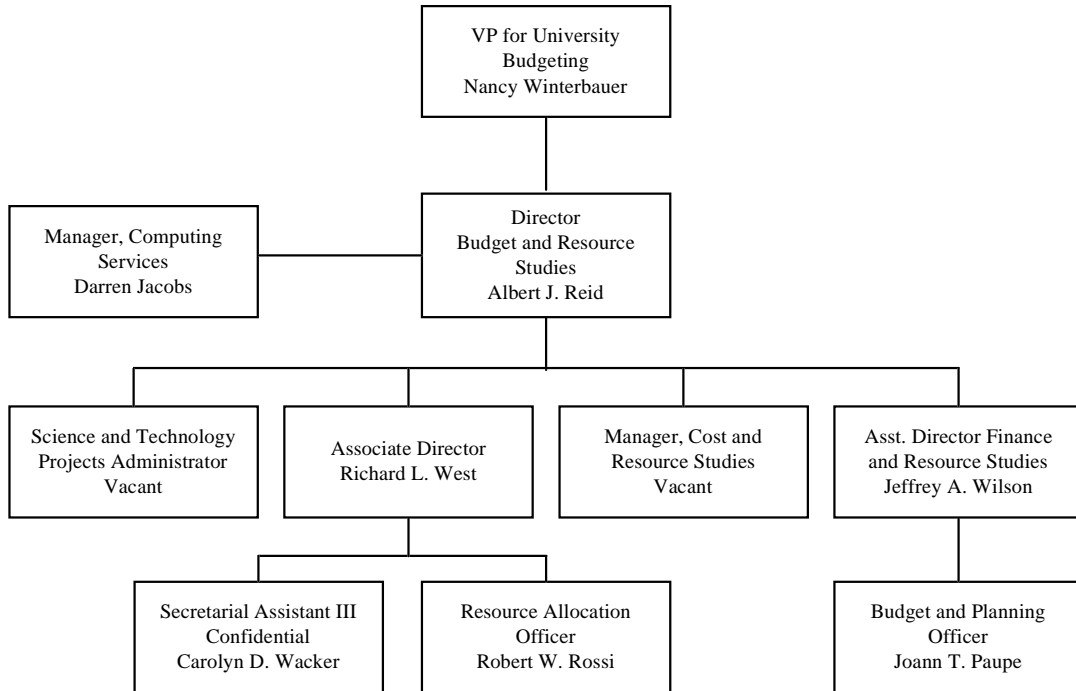 VP for University
Budgeting
Nancy Winterbauer
Manager, Computing
Services
Darren Jacobs
Director
Budget and Resource
Studies
Albert J. Reid
Science and Technology
Projects Administrator
Vacant
Associate Director
Richard L. West
Manager, Cost and
Resource Studies
Vacant
Asst. Director Finance
and Resource Studies
Jeffrey A. Wilson
Secretarial Assistant III
Confidential
Carolyn D. Wacker
Resource Allocation
Officer
Robert W. Rossi
Budget and Planning
Officer
Joann T. Paupe